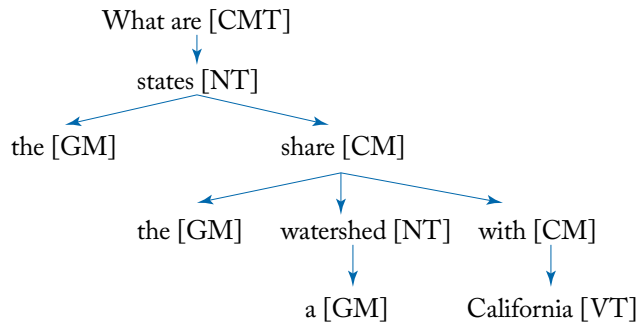 What are [CMT]
states [NT]
the [GM] share [CM]
the [GM] watershed [NT] with [CM]
a [GM] California [VT]